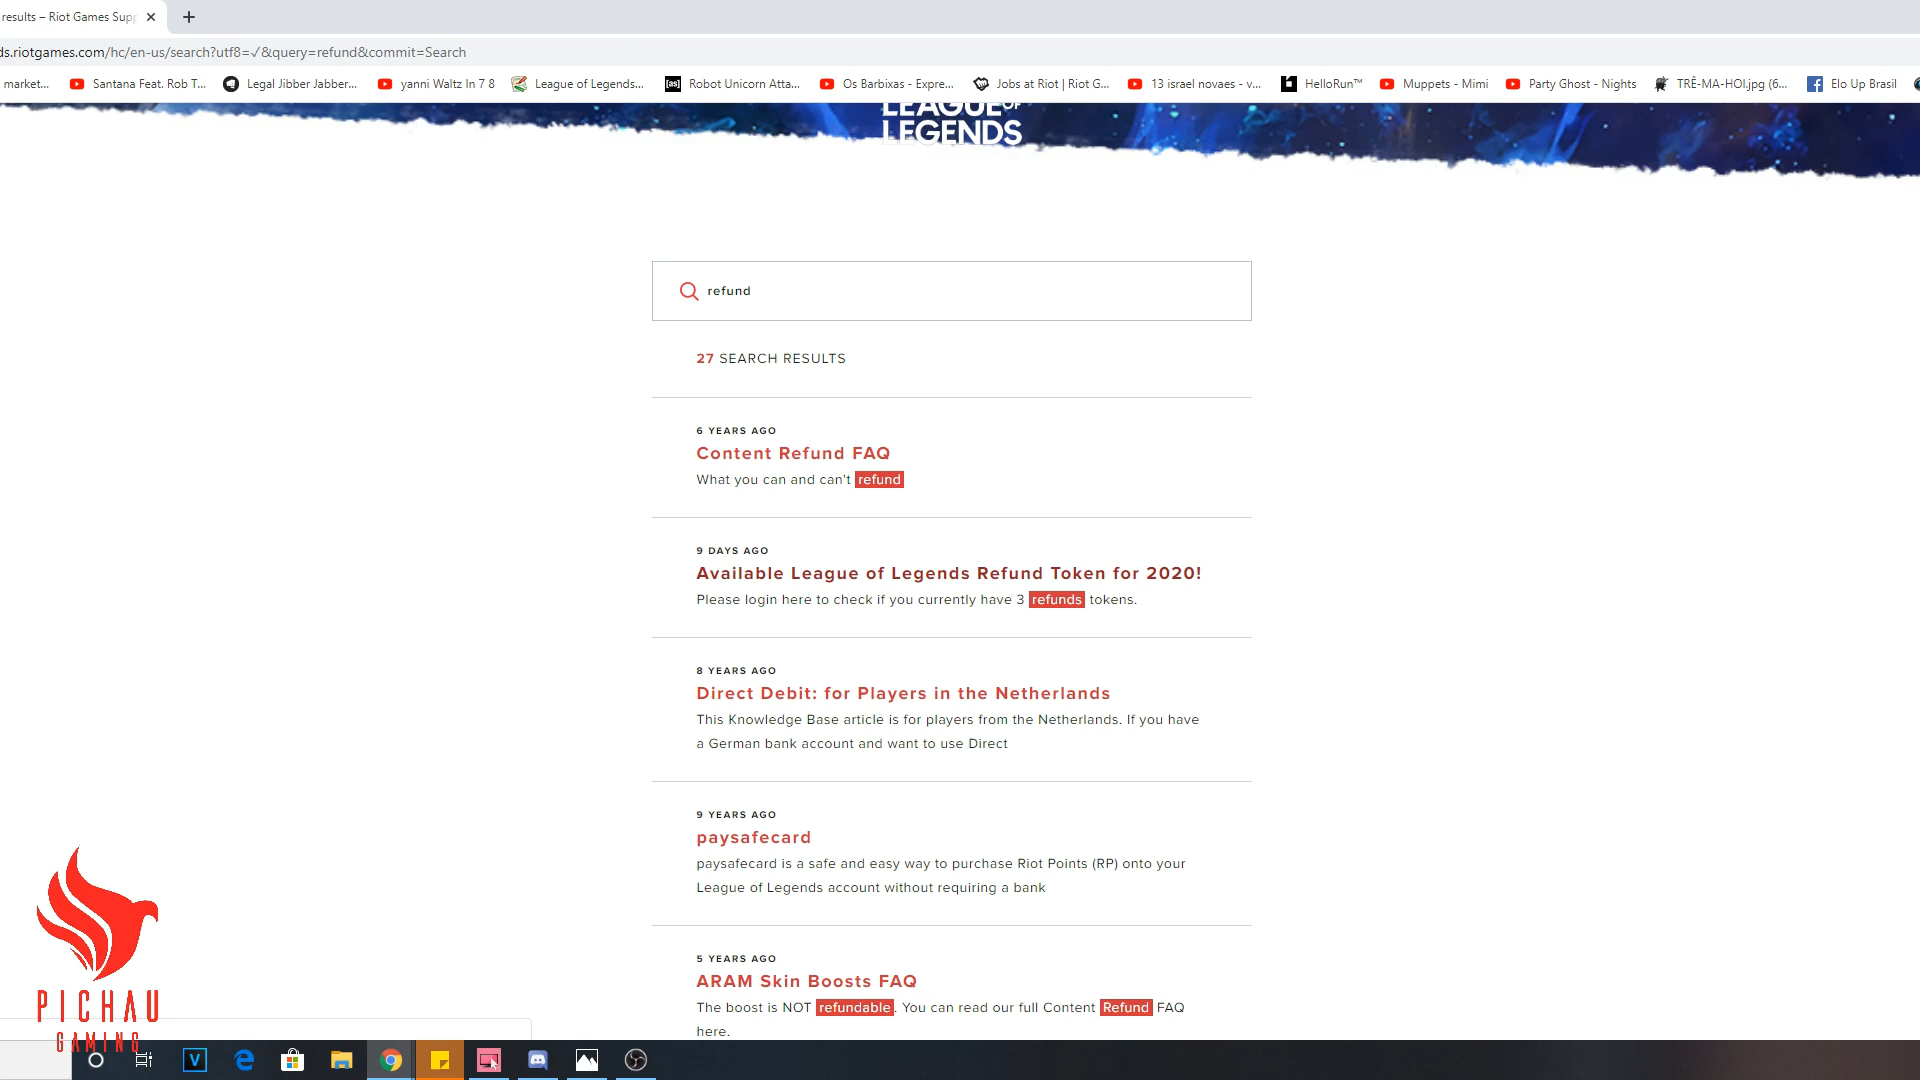 results – Riot Games Supp
ds.riotgames.com/hc/en-us/search?utf8=✓&query=refund&commit=Search
market... Santana Feat. Rob T... Legal Jibber Jabber... yanni Waltz In 7 8 League of Legends... [as] Robot Unicorn Atta... Os Barbixas - Expre... Jobs at Riot | Riot G... 13 israel novaes - v... HelloRun™ Muppets - Mimi Party Ghost - Nights TRÊ-MA-HOI.jpg (6... Elo Up Brasil
LEAGUE OF
LEGENDS
refund
27 SEARCH RESULTS
6 YEARS AGO
Content Refund FAQ
What you can and can't refund
9 DAYS AGO
Available League of Legends Refund Token for 2020!
Please login here to check if you currently have 3 refunds tokens.
8 YEARS AGO
Direct Debit: for Players in the Netherlands
This Knowledge Base article is for players from the Netherlands. If you have
a German bank account and want to use Direct
9 YEARS AGO
paysafecard
paysafecard is a safe and easy way to purchase Riot Points (RP) onto your
League of Legends account without requiring a bank
5 YEARS AGO
ARAM Skin Boosts FAQ
The boost is NOT refundable. You can read our full Content Refund FAQ
here.
PICHAU
GAMING
V